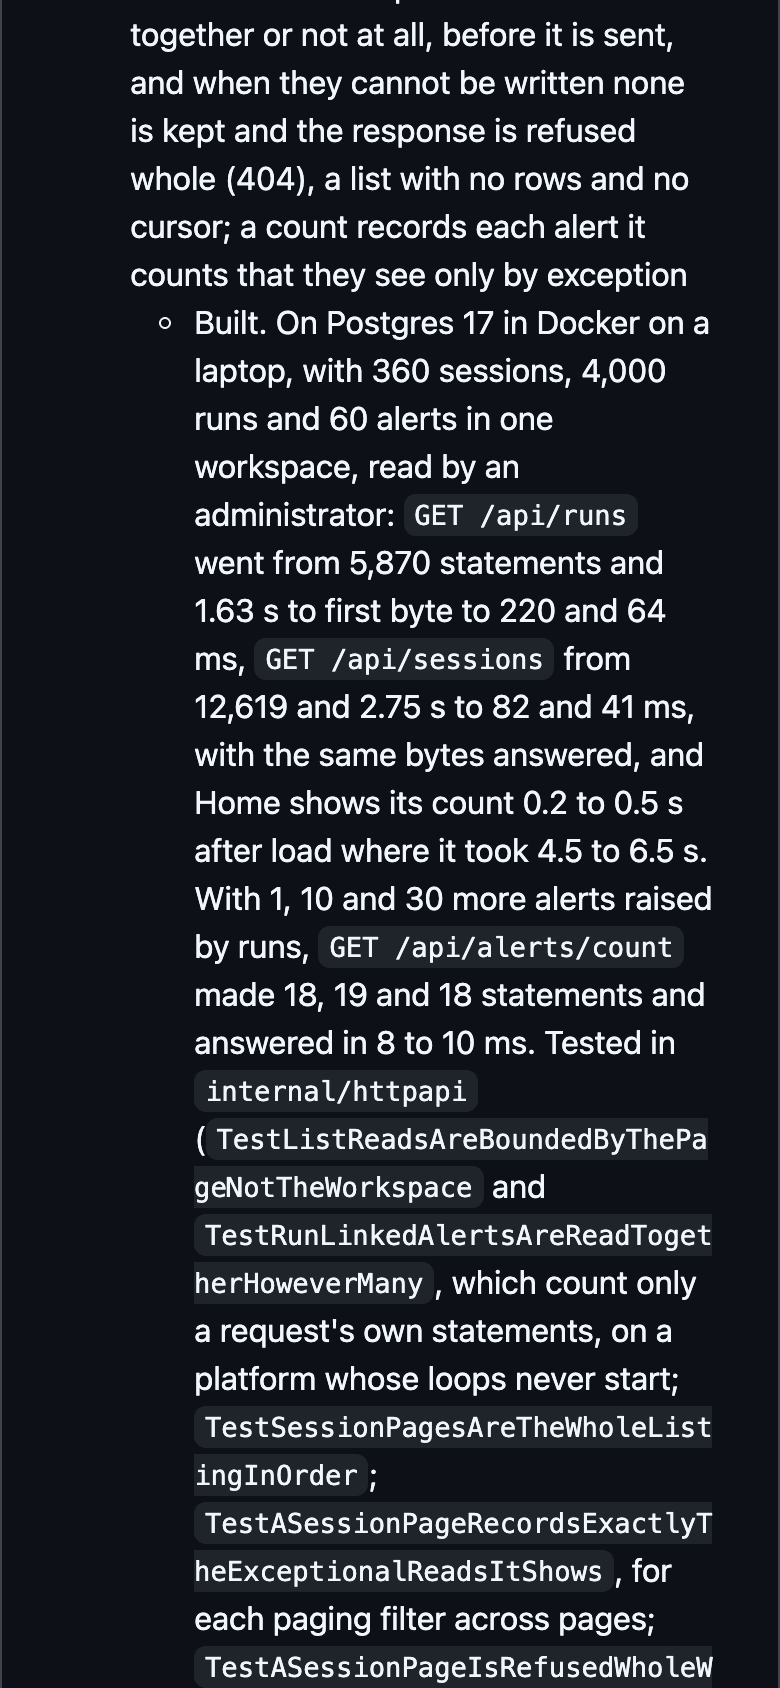 together or not at all, before it is sent,
and when they cannot be written none
is kept and the response is refused
whole (404), a list with no rows and no
cursor; a count records each alert it
counts that they see only by exception
Built. On Postgres 17 in Docker on a
laptop, with 360 sessions, 4,000
runs and 60 alerts in one
workspace, read by an
administrator: GET /api/runs
went from 5,870 statements and
1.63 s to first byte to 220 and 64
ms, GET /api/sessions from
12,619 and 2.75 s to 82 and 41 ms,
with the same bytes answered, and
Home shows its count 0.2 to 0.5 s
after load where it took 4.5 to 6.5 s.
With 1, 10 and 30 more alerts raised
by runs, GET /api/alerts/count
made 18, 19 and 18 statements and
answered in 8 to 10 ms. Tested in
internal/httpapi
(TestListReadsAreBoundedByThePa
geNotTheWorkspace and
TestRunLinkedAlertsAreReadToget
herHoweverMany, which count only
a request's own statements, on a
platform whose loops never start;
TestSessionPagesAreTheWholeList
ingInOrder;
TestASessionPageRecordsExactlyT
heExceptionalReadsItShows, for
each paging filter across pages;
TestASessionPageIsRefusedWholeW